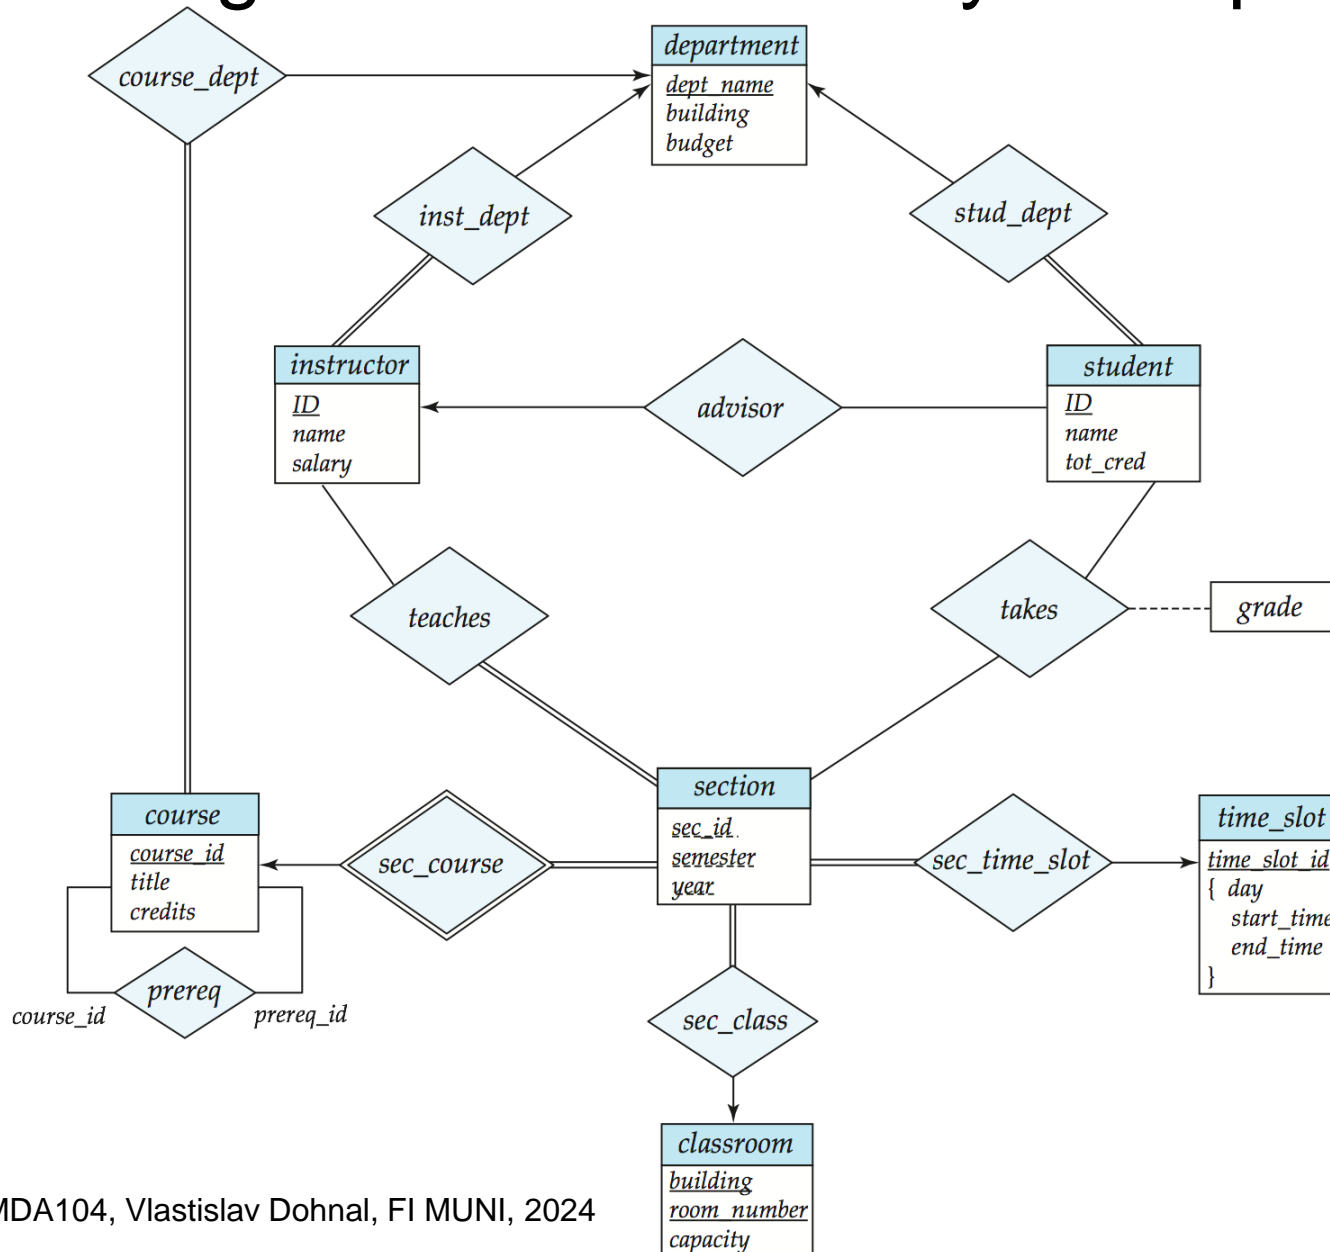 course_dept
department
dept_name
building
budget
inst_dept
stud_dept
instructor
ID
name
salary
advisor
student
ID
name
tot_cred
teaches
takes
grade
course
course_id
title
credits
prereq
course_id
prereq_id
sec_course
section
sec_id
semester
year
sec_time_slot
time_slot
time_slot_id
{ day
start_time
end_time
}
sec_class
classroom
building
room_number
capacity
MDA104, Vlastislav Dohnal, FI MUNI, 2024